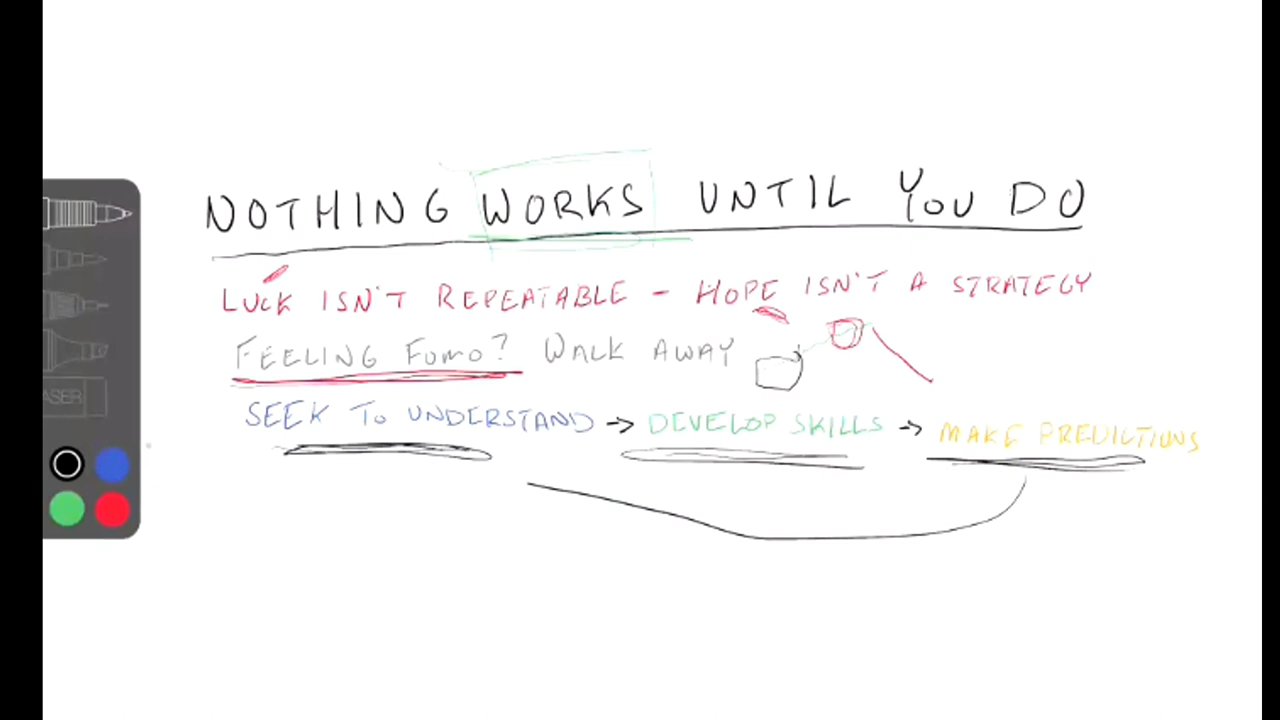 NOTHING WORKS UNTIL YOU DO
LUCK ISN'T REPEATABLE - HOPE ISN'T A STRATEGY
FEELING FOMO? WALK AWAY
SEEK TO UNDERSTAND → DEVELOP SKILLS → MAKE PREDICTIONS
ASER